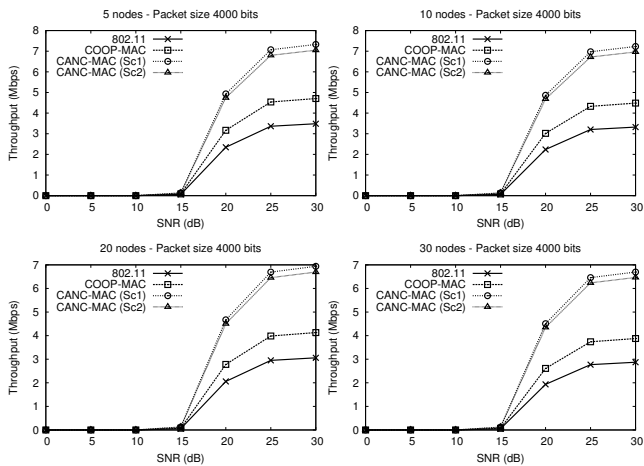 5 nodes - Packet size 4000 bits
Throughput (Mbps)
8
7
6
5
4
3
2
1
0
802.11
COOP-MAC
CANC-MAC (Sc1)
CANC-MAC (Sc2)
0 5 10 15 20 25 30
SNR (dB)
10 nodes - Packet size 4000 bits
Throughput (Mbps)
8
7
6
5
4
3
2
1
0
802.11
COOP-MAC
CANC-MAC (Sc1)
CANC-MAC (Sc2)
0 5 10 15 20 25 30
SNR (dB)
20 nodes - Packet size 4000 bits
Throughput (Mbps)
7
6
5
4
3
2
1
0
802.11
COOP-MAC
CANC-MAC (Sc1)
CANC-MAC (Sc2)
0 5 10 15 20 25 30
SNR (dB)
30 nodes - Packet size 4000 bits
Throughput (Mbps)
7
6
5
4
3
2
1
0
802.11
COOP-MAC
CANC-MAC (Sc1)
CANC-MAC (Sc2)
0 5 10 15 20 25 30
SNR (dB)